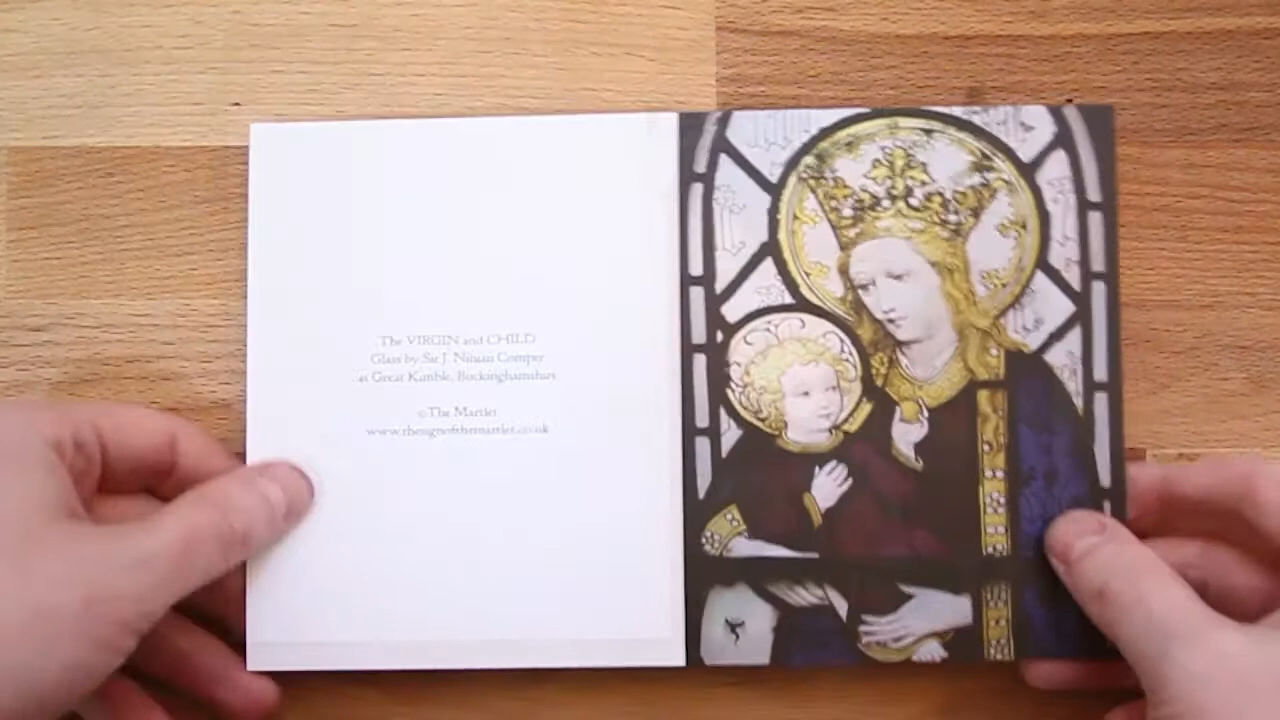 The VIRGIN and CHILD
Glass by Sir J. Ninian Comper
at Great Kimble, Buckinghamshire
©The Martlet
www.thesignofthemartlet.co.uk